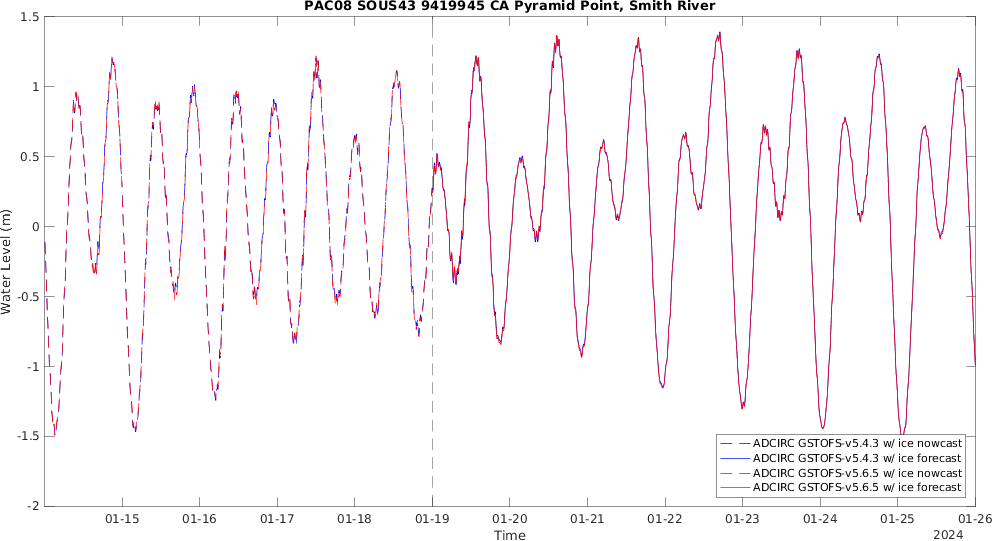 PAC08 SOUS43 9419945 CA Pyramid Point, Smith River
1.5
1
0.5
0
-0.5
-1
-1.5
-2
Water Level (m)
01-15 01-16 01-17 01-18 01-19 01-20 01-21 01-22 01-23 01-24 01-25 01-26
Time
2024
ADCIRC GSTOFS-v5.4.3 w/ ice nowcast
ADCIRC GSTOFS-v5.4.3 w/ ice forecast
ADCIRC GSTOFS-v5.6.5 w/ ice nowcast
ADCIRC GSTOFS-v5.6.5 w/ ice forecast